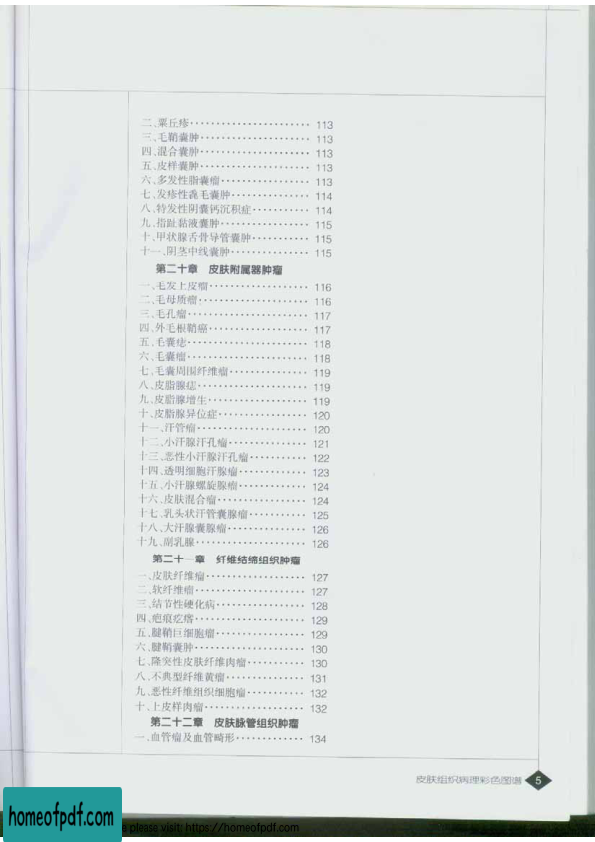 二、粟丘疹 113
三、毛鞘囊肿 113
四、混合囊肿 113
五、皮样囊肿 113
六、多发性脂囊瘤 113
七、发疹性毳毛囊肿 114
八、特发性阴囊钙沉积症 114
九、指趾黏液囊肿 115
十、甲状腺舌骨导管囊肿 115
十一、阴茎中线囊肿 115
第二十章 皮肤附属器肿瘤
一、毛发上皮瘤 116
二、毛母质瘤 116
三、毛孔瘤 117
四、外毛根鞘癌 117
五、毛囊痣 118
六、毛囊瘤 118
七、毛囊周围纤维瘤 119
八、皮脂腺痣 119
九、皮脂腺增生 119
十、皮脂腺异位症 120
十一、汗管瘤 120
十二、小汗腺汗孔瘤 121
十三、恶性小汗腺汗孔瘤 122
十四、透明细胞汗腺瘤 123
十五、小汗腺螺旋腺瘤 124
十六、皮肤混合瘤 124
十七、乳头状汗管囊腺瘤 125
十八、大汗腺囊腺瘤 126
十九、副乳腺 126
第二十一章 纤维结缔组织肿瘤
一、皮肤纤维瘤 127
二、软纤维瘤 127
三、结节性硬化病 128
四、疤痕疙瘩 129
五、腱鞘巨细胞瘤 129
六、腱鞘囊肿 130
七、隆突性皮肤纤维肉瘤 130
八、不典型纤维黄瘤 131
九、恶性纤维组织细胞瘤 132
十、上皮样肉瘤 132
第二十二章 皮肤脉管组织肿瘤
一、血管瘤及血管畸形 134
皮肤组织病理彩色图谱 5
homeofpdf.com
please visit: https://homeofpdf.com